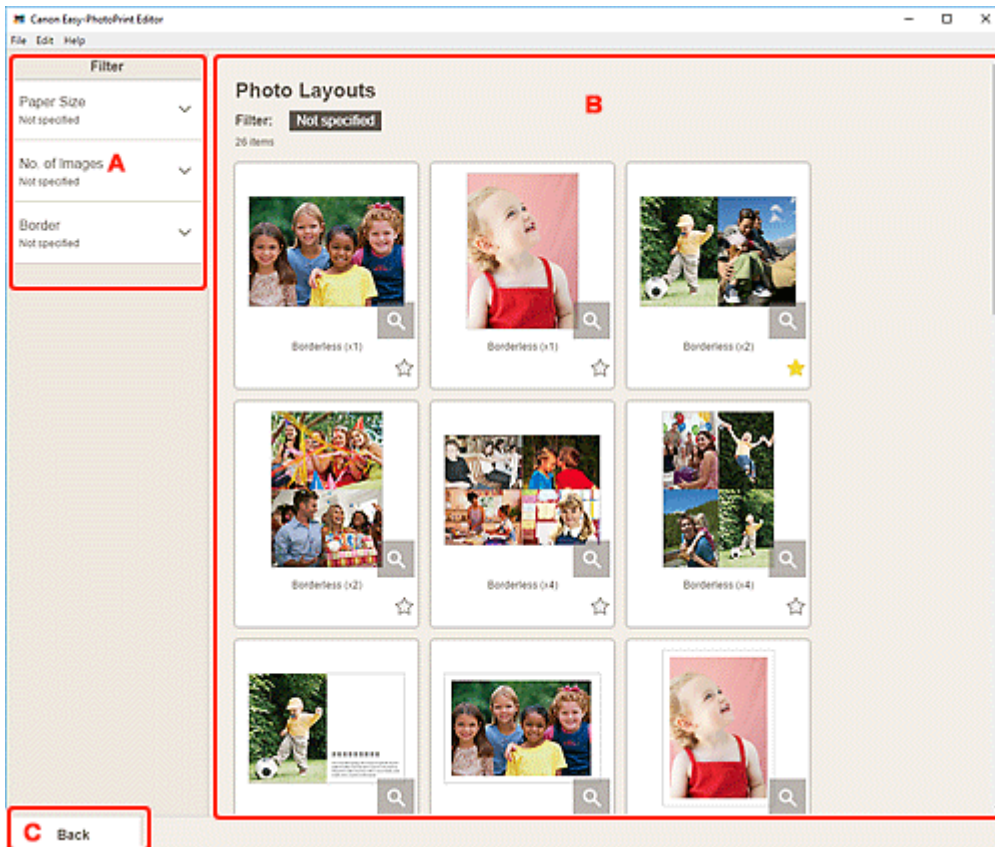 Canon Easy-PhotoPrint Editor
File Edit Help
Filter
Paper Size
Not specified
No. of Images A
Not specified
Border
Not specified
Photo Layouts
B
Filter: Not specified
26 items
Borderless (x1)
Borderless (x1)
Borderless (x2)
Borderless (x2)
Borderless (x4)
Borderless (x4)
C Back